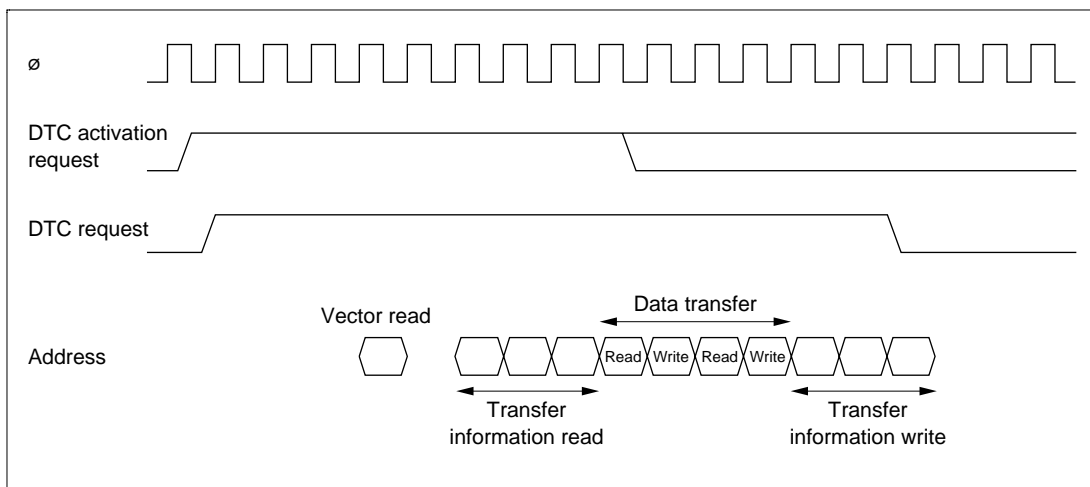 ø
DTC activation
request
DTC request
Data transfer
Vector read
Address
Read Write Read Write
Transfer
information read
Transfer
information write